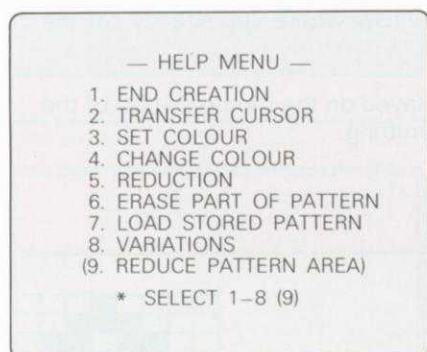 — HELP MENU —
1. END CREATION
2. TRANSFER CURSOR
3. SET COLOUR
4. CHANGE COLOUR
5. REDUCTION
6. ERASE PART OF PATTERN
7. LOAD STORED PATTERN
8. VARIATIONS
(9. REDUCE PATTERN AREA)
* SELECT 1–8 (9)